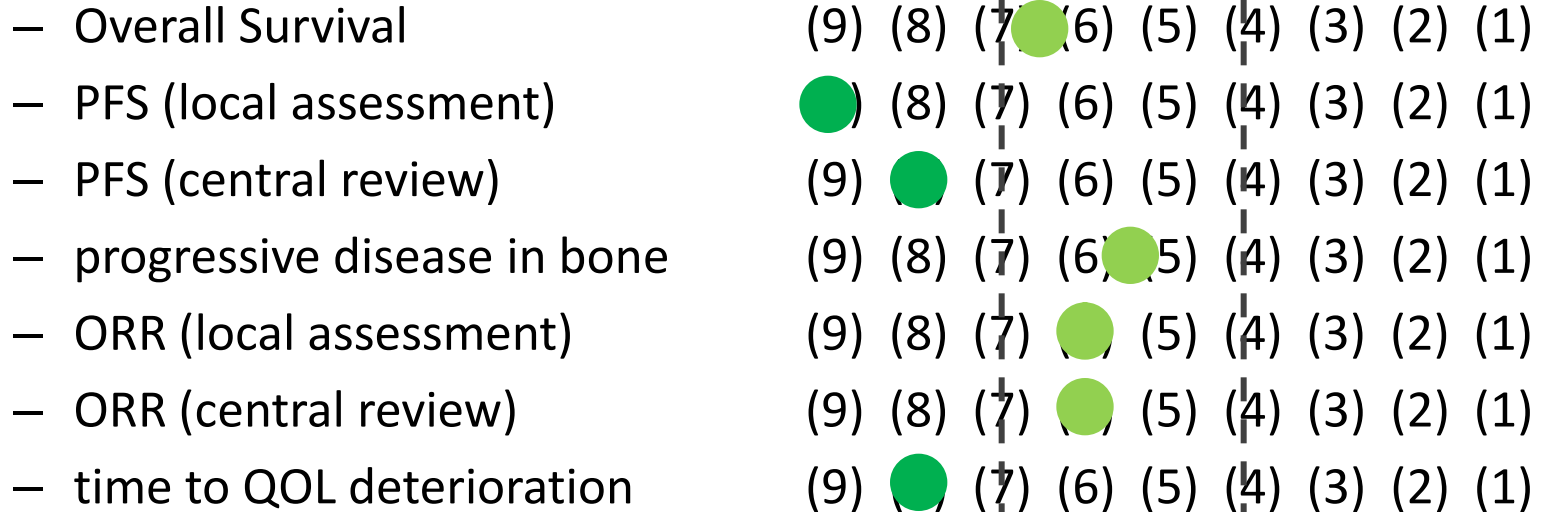 – Overall Survival (9) (8) (7 (6) (5) (4) (3) (2) (1)
– PFS (local assessment) ) (8) (7) (6) (5) (4) (3) (2) (1)
– PFS (central review) (9) (7) (6) (5) (4) (3) (2) (1)
– progressive disease in bone (9) (8) (7) (6 5) (4) (3) (2) (1)
– ORR (local assessment) (9) (8) (7) (5) (4) (3) (2) (1)
– ORR (central review) (9) (8) (7) (5) (4) (3) (2) (1)
– time to QOL deterioration (9) (7) (6) (5) (4) (3) (2) (1)